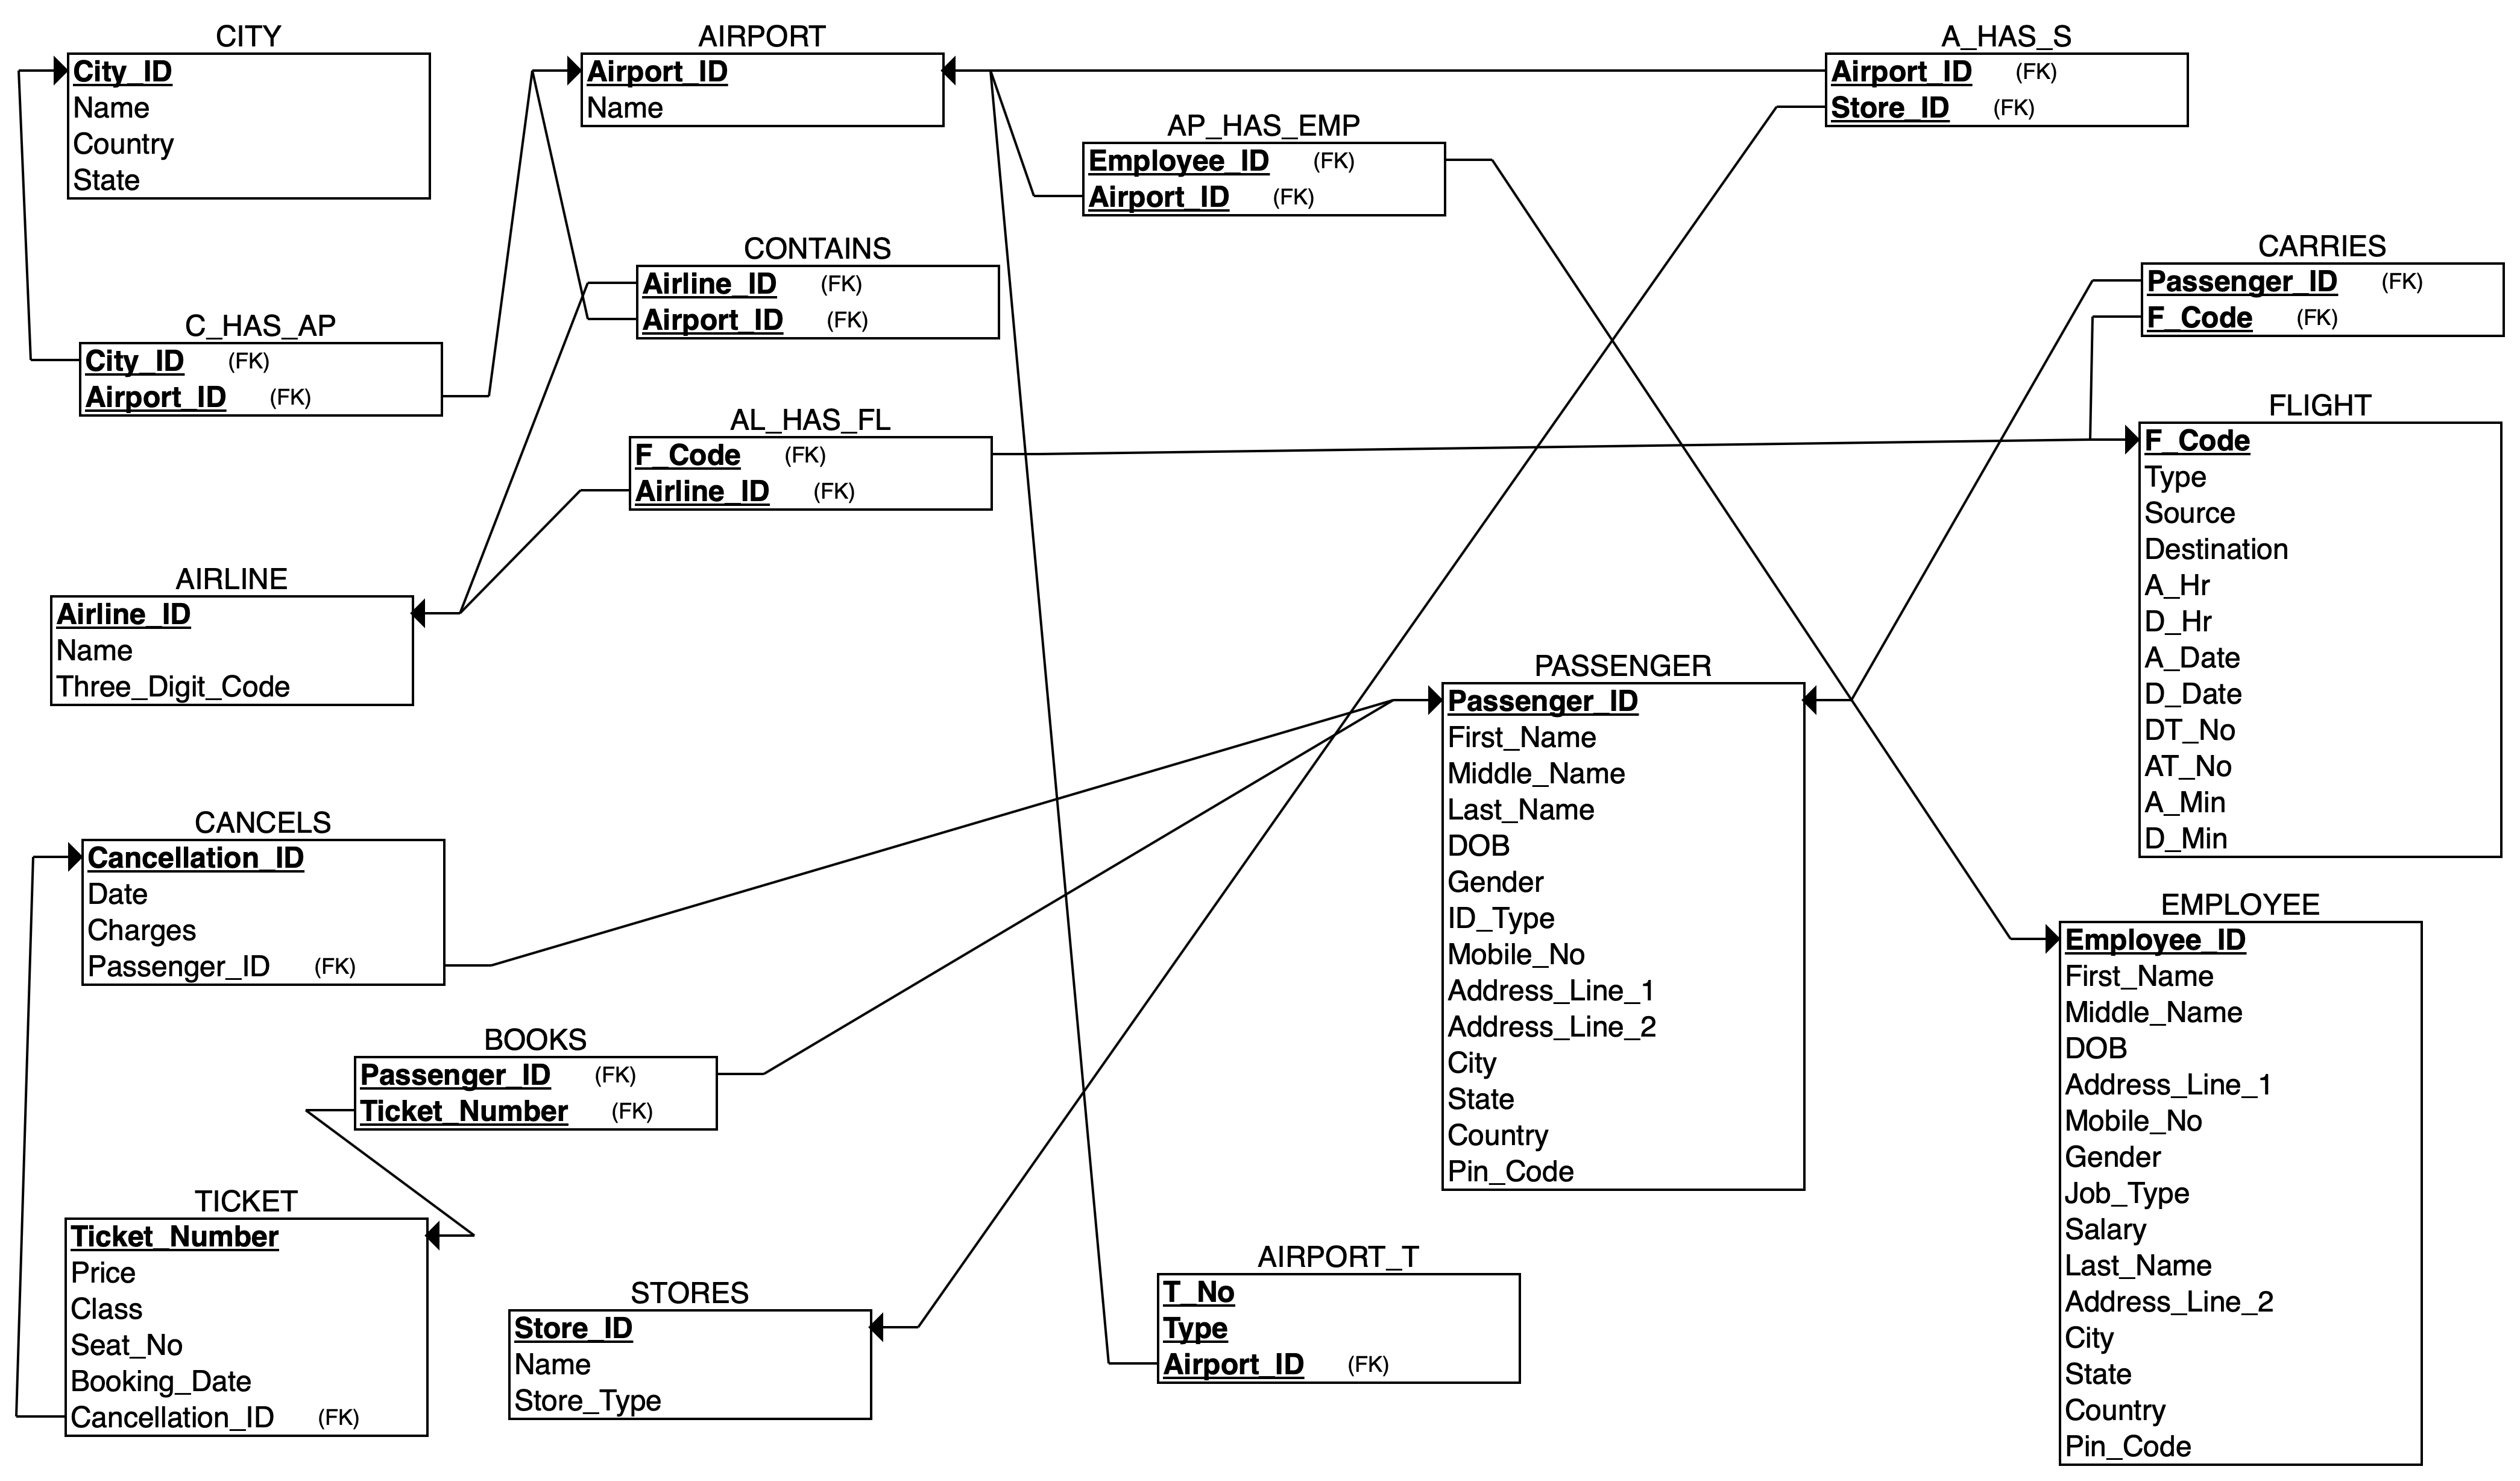 CITY
City_ID
Name
Country
State
AIRPORT
Airport_ID
Name
A_HAS_S
Airport_ID (FK)
Store_ID (FK)
AP_HAS_EMP
Employee_ID (FK)
Airport_ID (FK)
CONTAINS
Airline_ID (FK)
Airport_ID (FK)
CARRIES
Passenger_ID (FK)
F_Code (FK)
C_HAS_AP
City_ID (FK)
Airport_ID (FK)
AL_HAS_FL
F_Code (FK)
Airline_ID (FK)
FLIGHT
F_Code
Type
Source
Destination
A_Hr
D_Hr
A_Date
D_Date
DT_No
AT_No
A_Min
D_Min
AIRLINE
Airline_ID
Name
Three_Digit_Code
PASSENGER
Passenger_ID
First_Name
Middle_Name
Last_Name
DOB
Gender
ID_Type
Mobile_No
Address_Line_1
Address_Line_2
City
State
Country
Pin_Code
CANCELS
Cancellation_ID
Date
Charges
Passenger_ID (FK)
EMPLOYEE
Employee_ID
First_Name
Middle_Name
DOB
Address_Line_1
Mobile_No
Gender
Job_Type
Salary
Last_Name
Address_Line_2
City
State
Country
Pin_Code
BOOKS
Passenger_ID (FK)
Ticket_Number (FK)
TICKET
Ticket_Number
Price
Class
Seat_No
Booking_Date
Cancellation_ID (FK)
STORES
Store_ID
Name
Store_Type
AIRPORT_T
T_No
Type
Airport_ID (FK)